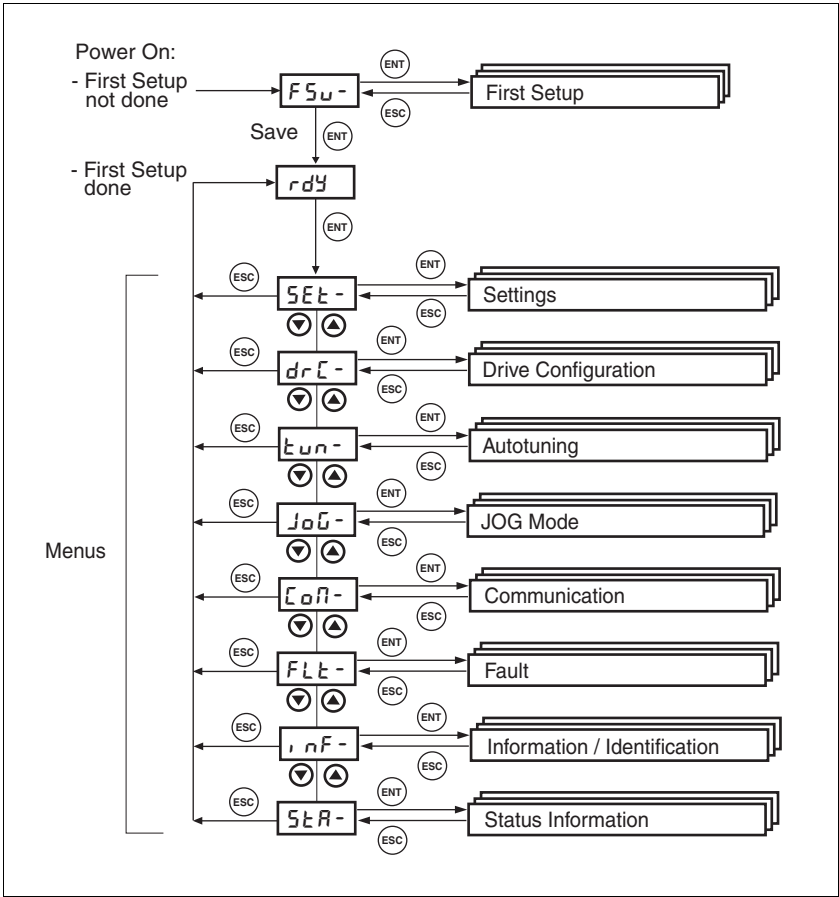 Power On:
- First Setup
not done
FSu-
ENT
ESC
First Setup
Save
ENT
- First Setup
done
rdY
ENT
Menus
ESC
SEt-
ENT
ESC
Settings
ESC
drC-
ENT
ESC
Drive Configuration
ESC
tun-
ENT
ESC
Autotuning
ESC
JoG-
ENT
ESC
JOG Mode
ESC
CoM-
ENT
ESC
Communication
ESC
FLt-
ENT
ESC
Fault
ESC
inF-
ENT
ESC
Information / Identification
ESC
StA-
ENT
ESC
Status Information